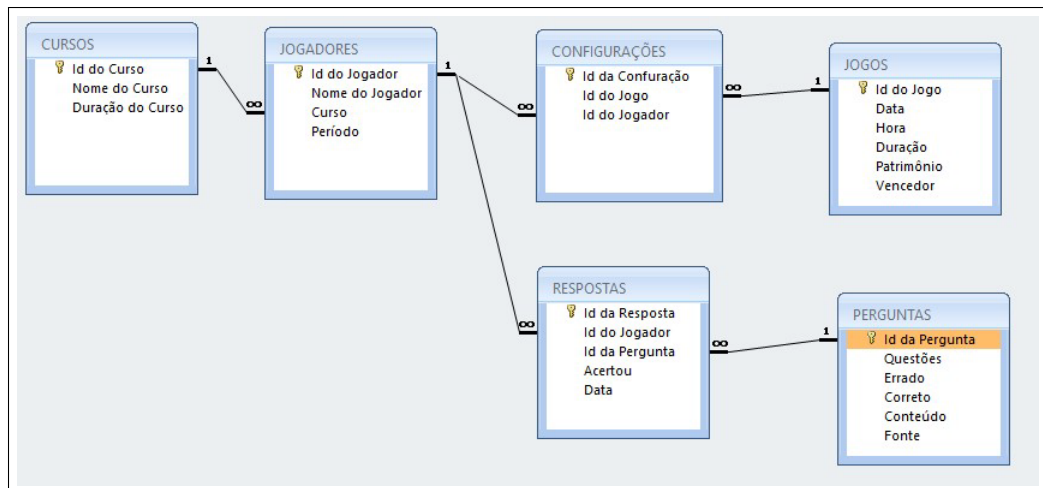 CURSOS
Id do Curso
Nome do Curso
Duração do Curso
1
∞
JOGADORES
Id do Jogador
Nome do Jogador
Curso
Período
1
∞
CONFIGURAÇÕES
Id da Confuração
Id do Jogo
Id do Jogador
∞
1
JOGOS
Id do Jogo
Data
Hora
Duração
Patrimônio
Vencedor
∞
RESPOSTAS
Id da Resposta
Id do Jogador
Id da Pergunta
Acertou
Data
∞
1
PERGUNTAS
Id da Pergunta
Questões
Errado
Correto
Conteúdo
Fonte